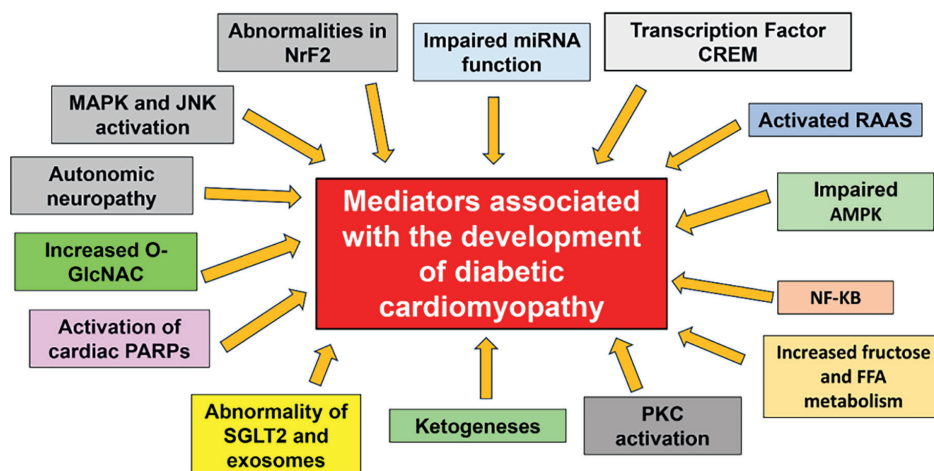 Abnormalities in
NrF2
Impaired miRNA
function
Transcription Factor
CREM
MAPK and JNK
activation
Activated RAAS
Autonomic
neuropathy
Mediators associated
with the development
of diabetic
cardiomyopathy
Impaired
AMPK
Increased O-
GlcNAC
NF-KB
Activation of
cardiac PARPs
Increased fructose
and FFA
metabolism
Abnormality of
SGLT2 and
exosomes
Ketogeneses
PKC
activation